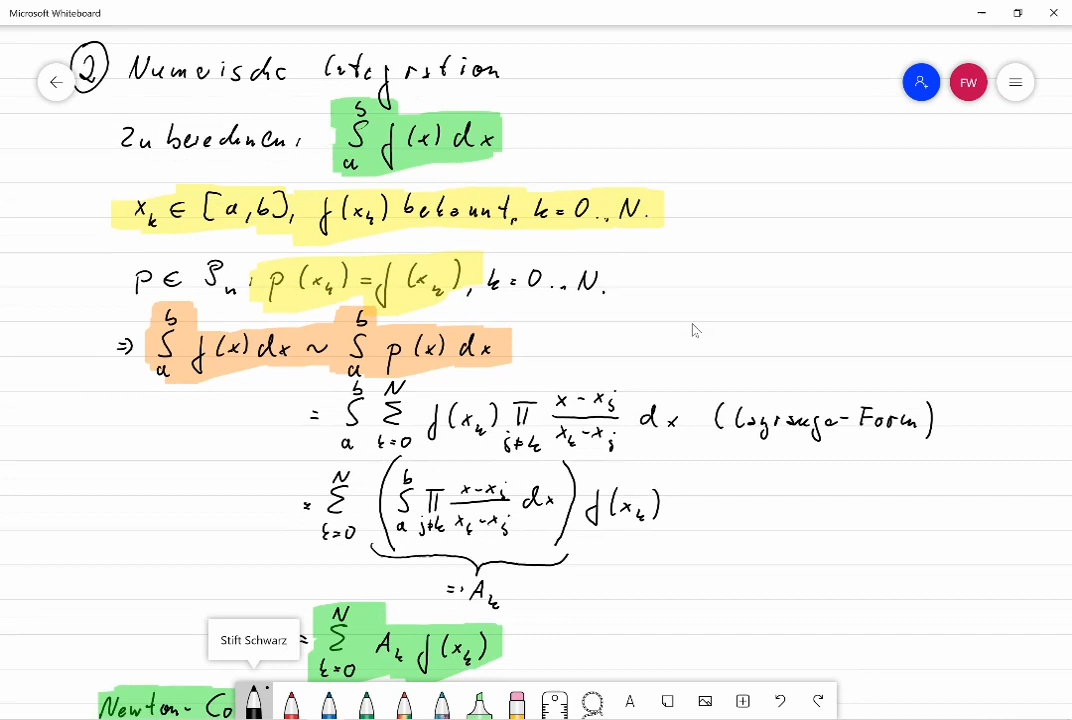 Microsoft Whiteboard
② Numerische Integration
FW
Zu berechnen: ∫_a^b f(x) dx
x_k ∈ [a,b], f(x_k) bekannt, k=0..N.
p ∈ P_n: p(x_k) = f(x_k), k=0..N.
⇒ ∫_a^b f(x) dx ~ ∫_a^b p(x) dx
= ∫_a^b Σ_{k=0}^N f(x_k) ∏_{j≠k} (x-x_j)/(x_k-x_j) dx (Lagrange-Form)
= Σ_{k=0}^N (∫_a^b ∏_{j≠k} (x-x_j)/(x_k-x_j) dx) f(x_k)
=: A_k
= Σ_{k=0}^N A_k f(x_k)
Stift Schwarz
Newton-Co